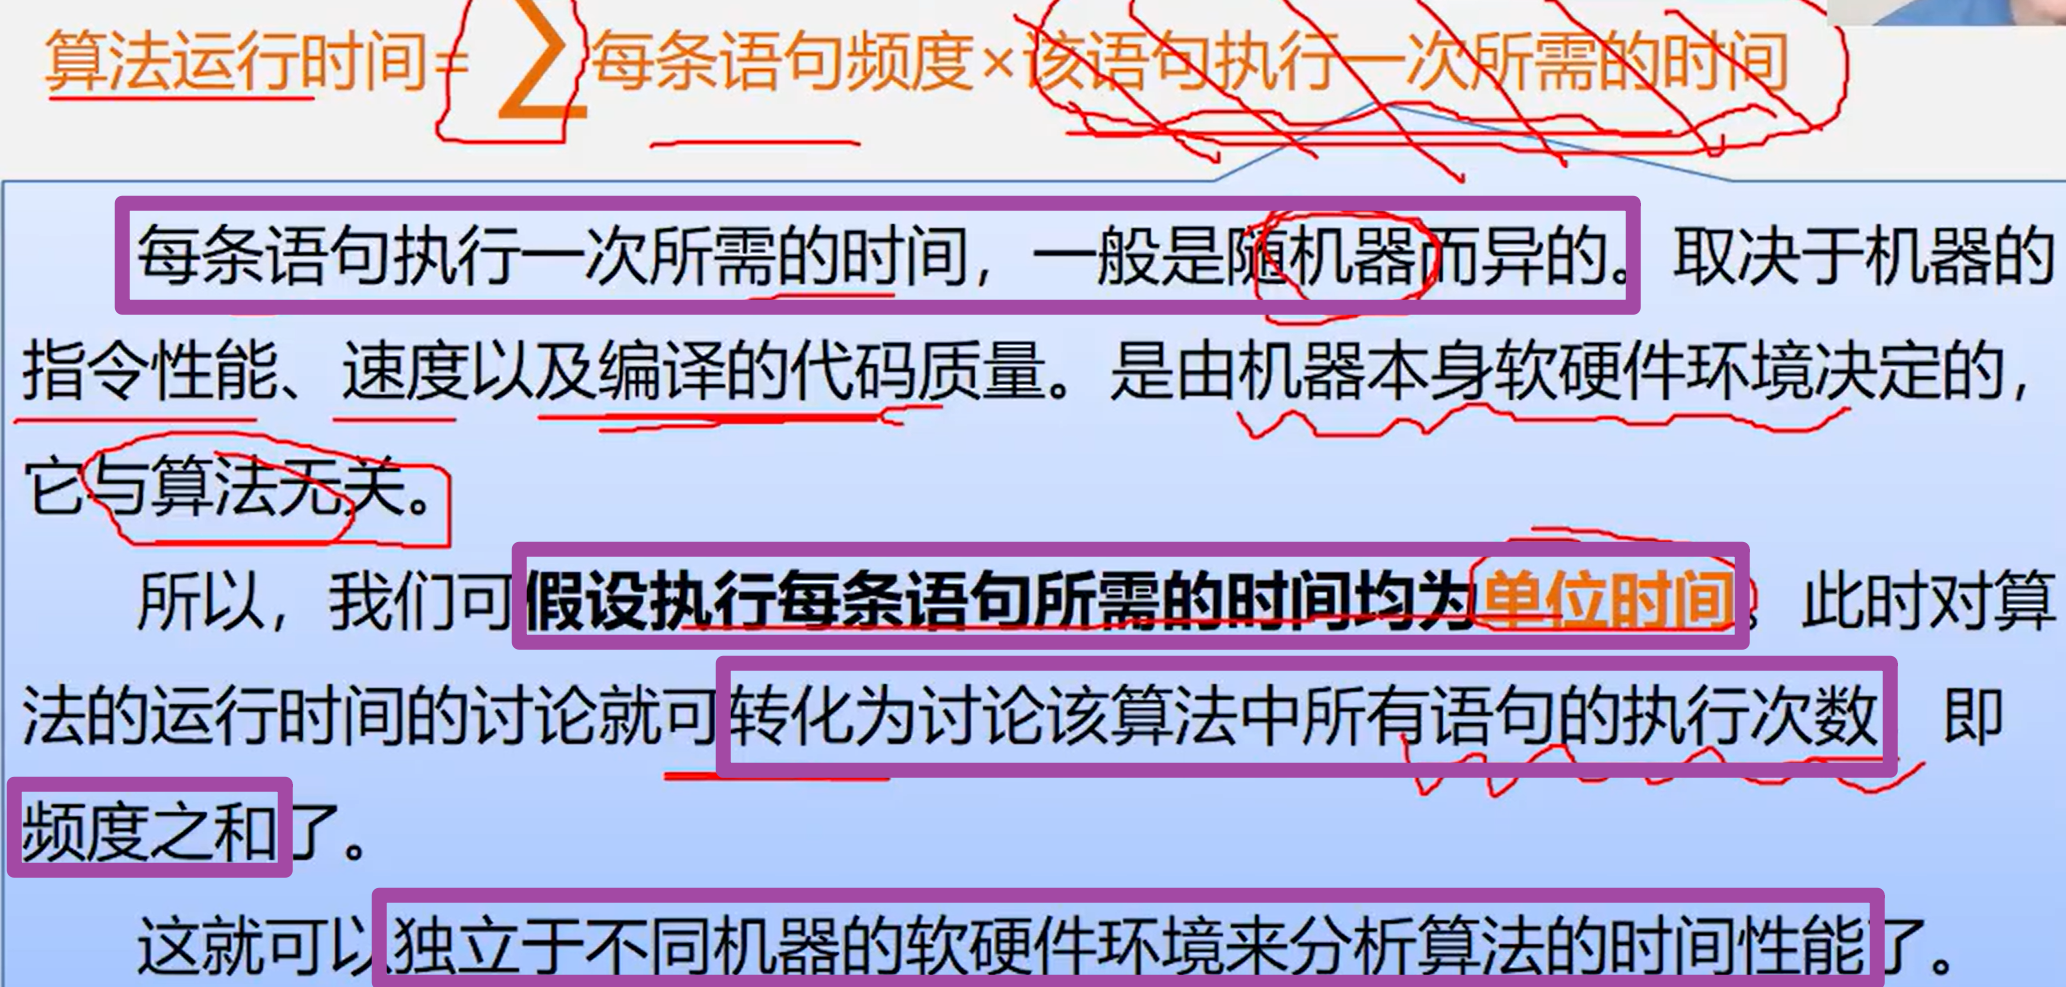 算法运行时间=∑每条语句频度×该语句执行一次所需的时间
每条语句执行一次所需的时间，一般是随机器而异的。取决于机器的
指令性能、速度以及编译的代码质量。是由机器本身软硬件环境决定的，
它与算法无关。
所以，我们可假设执行每条语句所需的时间均为单位时间。此时对算
法的运行时间的讨论就可转化为讨论该算法中所有语句的执行次数，即
频度之和了。
这就可以独立于不同机器的软硬件环境来分析算法的时间性能了。